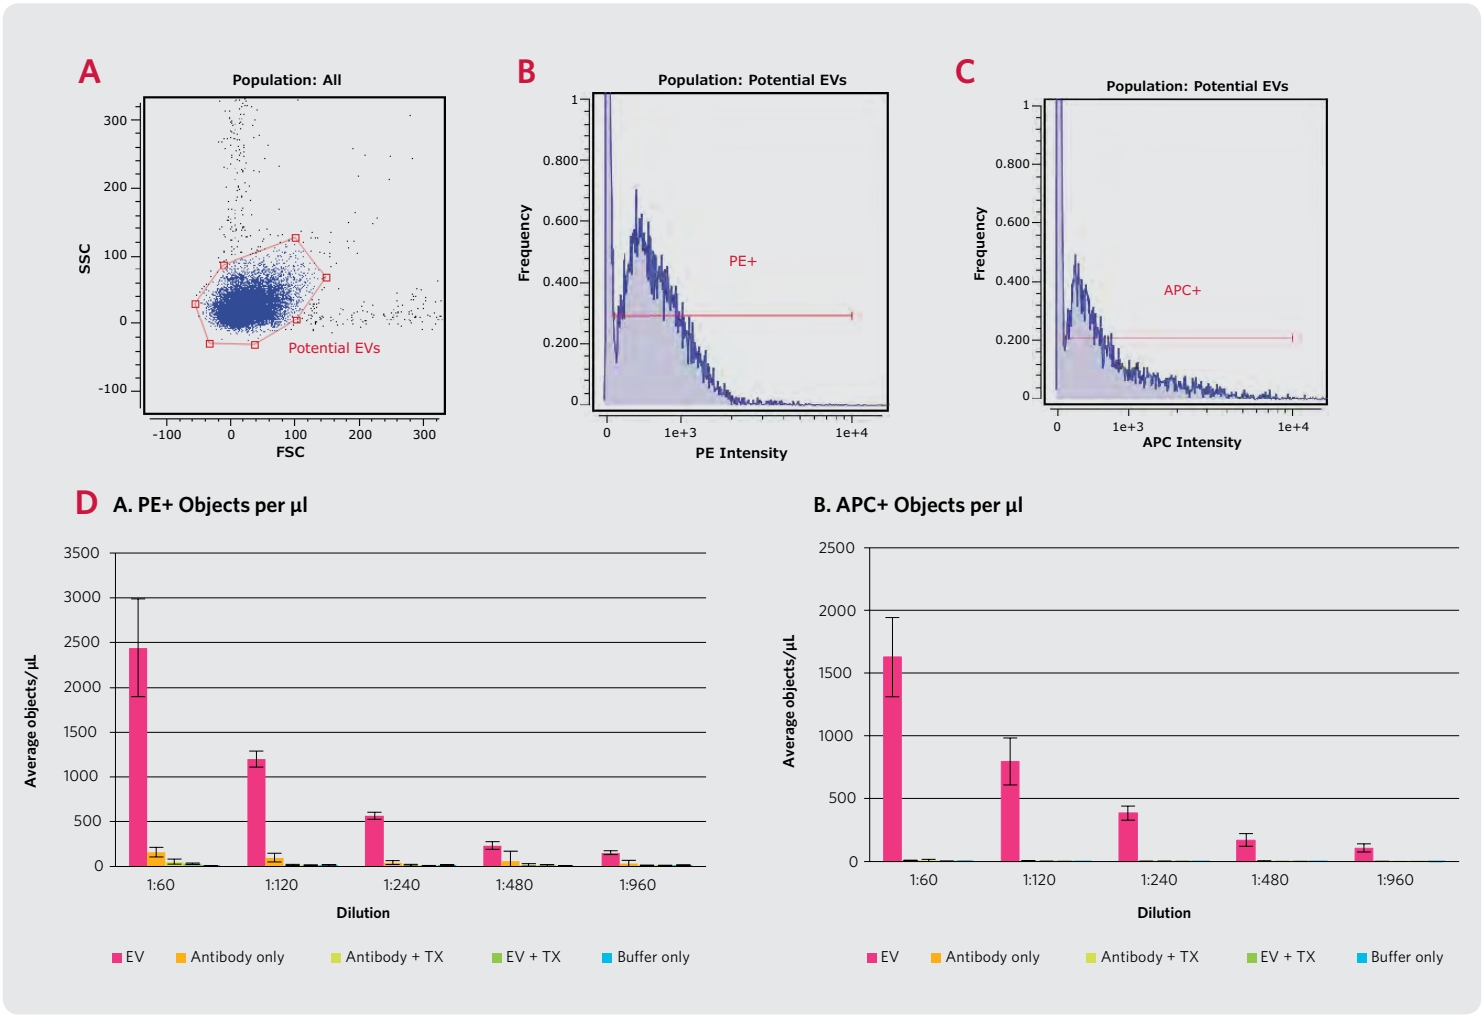 A
Population: All
SSC
300
200
100
0
-100
Potential EVs
-100 0 100 200 300
FSC
B
Population: Potential EVs
Frequency
1
0.800
0.600
0.400
0.200
0
PE+
0 1e+3 1e+4
PE Intensity
C
Population: Potential EVs
Frequency
1
0.800
0.600
0.400
0.200
0
APC+
0 1e+3 1e+4
APC Intensity
D
A. PE+ Objects per µl
Average objects/µL
3500
3000
2500
2000
1500
1000
500
0
1:60 1:120 1:240 1:480 1:960
Dilution
EV Antibody only Antibody + TX EV + TX Buffer only
B. APC+ Objects per µl
Average objects/µL
2500
2000
1500
1000
500
0
1:60 1:120 1:240 1:480 1:960
Dilution
EV Antibody only Antibody + TX EV + TX Buffer only